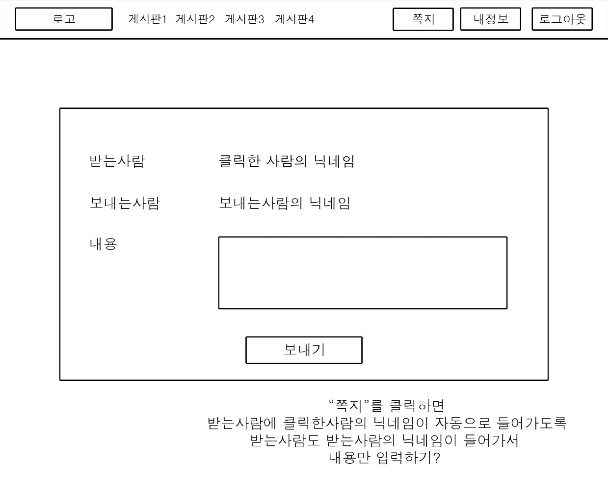 로고 게시판1 게시판2 게시판3 게시판4 쪽지 내정보 로그아웃
받는사람 클릭한 사람의 닉네임
보내는사람 보내는사람의 닉네임
내용
보내기
“쪽지”를 클릭하면
받는사람에 클릭한사람의 닉네임이 자동으로 들어가도록
받는사람도 받는사람의 닉네임이 들어가서
내용만 입력하기?